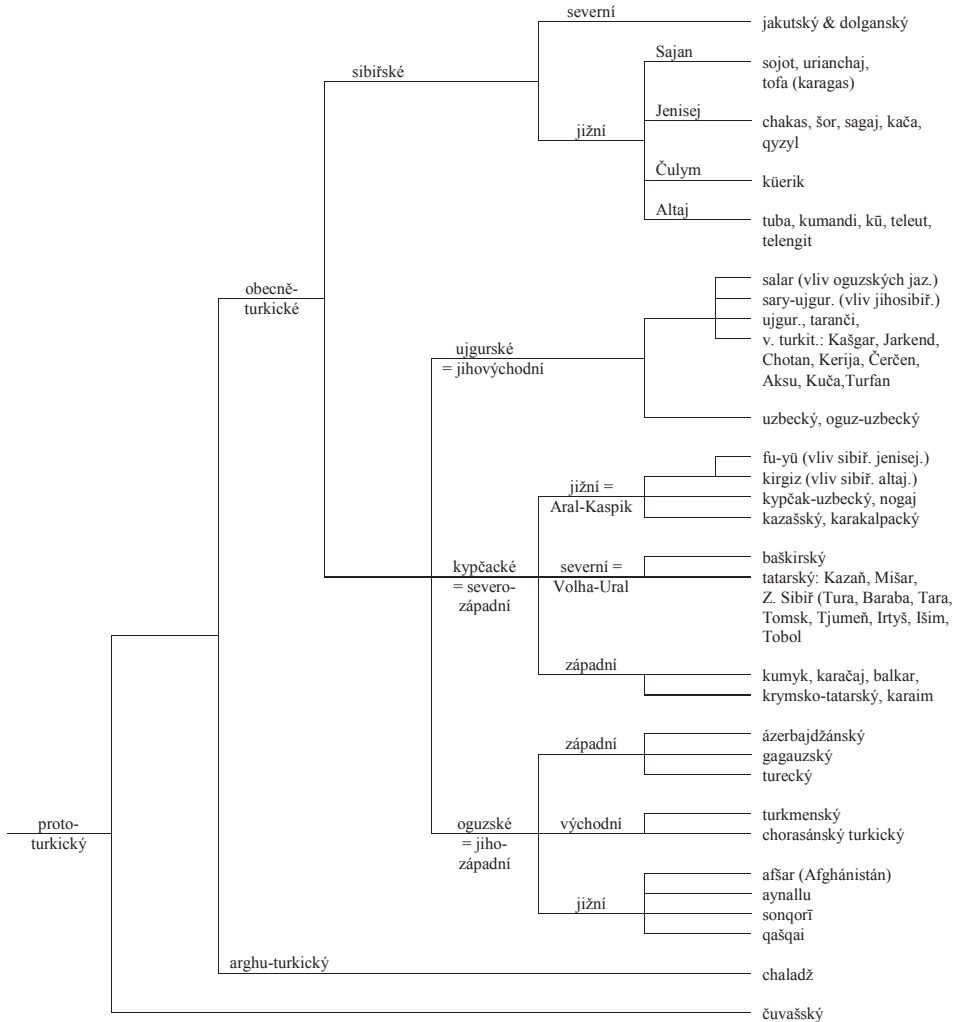 severní
jakutský & dolganský
Sajan
sibiřské
sojot, urianchaj,
tofa (karagas)
Jenisej
jižní
chakas, šor, sagaj, kača,
qyzyl
Čulym
küerik
Altaj
tuba, kumandi, kū, teleut,
telengit
obecně-
turkické
salar (vliv oguzských jaz.)
sary-ujgur. (vliv jihosibiř.)
ujgur., taranči,
v. turkit.: Kašgar, Jarkend,
Chotan, Kerija, Čerčen,
Aksu, Kuča,Turfan
ujgurské
= jihovýchodní
uzbecký, oguz-uzbecký
fu-yü (vliv sibiř. jenisej.)
kirgiz (vliv sibiř. altaj.)
jižní =
Aral-Kaspik
kypčak-uzbecký, nogaj
kazašský, karakalpacký
baškirský
kypčacké
= severo-
západní
severní =
Volha-Ural
tatarský: Kazaň, Mišar,
Z. Sibiř (Tura, Baraba, Tara,
Tomsk, Tjumeň, Irtyš, Išim,
Tobol
západní
kumyk, karačaj, balkar,
krymsko-tatarský, karaim
západní
ázerbajdžánský
gagauzský
turecký
proto-
turkický
oguzské
= jiho-
západní
východní
turkmenský
chorasánský turkický
jižní
afšar (Afghánistán)
aynallu
sonqorī
qašqai
arghu-turkický
chaladž
čuvašský